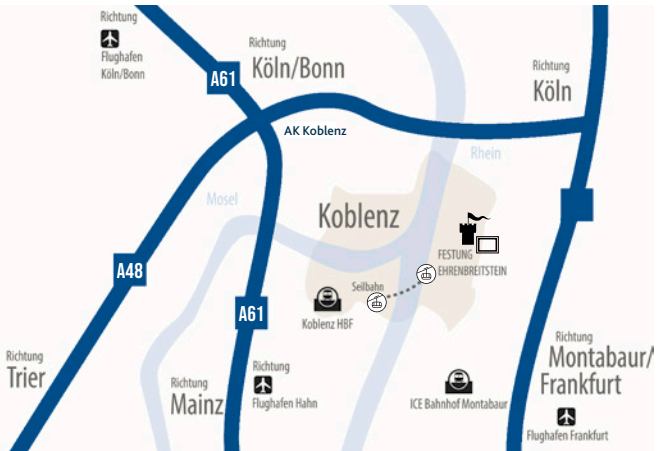 Richtung
Flughafen
Köln/Bonn
A61
Richtung
Köln/Bonn
Richtung
Köln
AK Koblenz
Rhein
Mosel
Koblenz
FESTUNG
EHRENBREITSTEIN
Seilbahn
A48
A61
Koblenz HBF
Richtung
Trier
Richtung
Mainz
Richtung
Flughafen Hahn
ICE Bahnhof Montabaur
Richtung
Montabaur/
Frankfurt
Flughafen Frankfurt